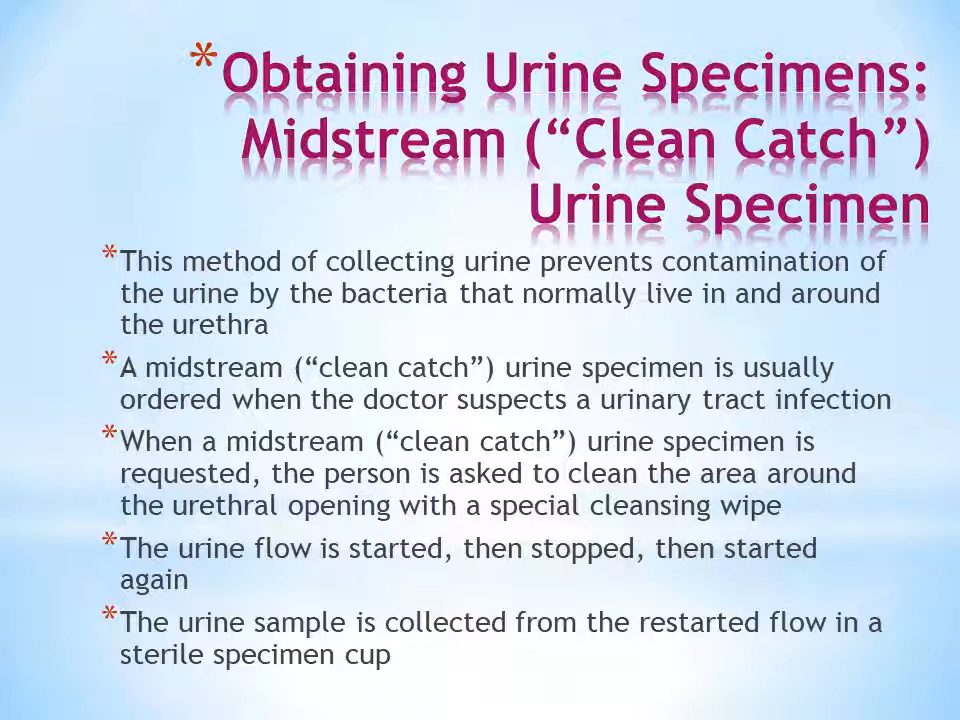 *Obtaining Urine Specimens:
Midstream (“Clean Catch”)
Urine Specimen
*This method of collecting urine prevents contamination of
the urine by the bacteria that normally live in and around
the urethra
*A midstream (“clean catch”) urine specimen is usually
ordered when the doctor suspects a urinary tract infection
*When a midstream (“clean catch”) urine specimen is
requested, the person is asked to clean the area around
the urethral opening with a special cleansing wipe
*The urine flow is started, then stopped, then started
again
*The urine sample is collected from the restarted flow in a
sterile specimen cup